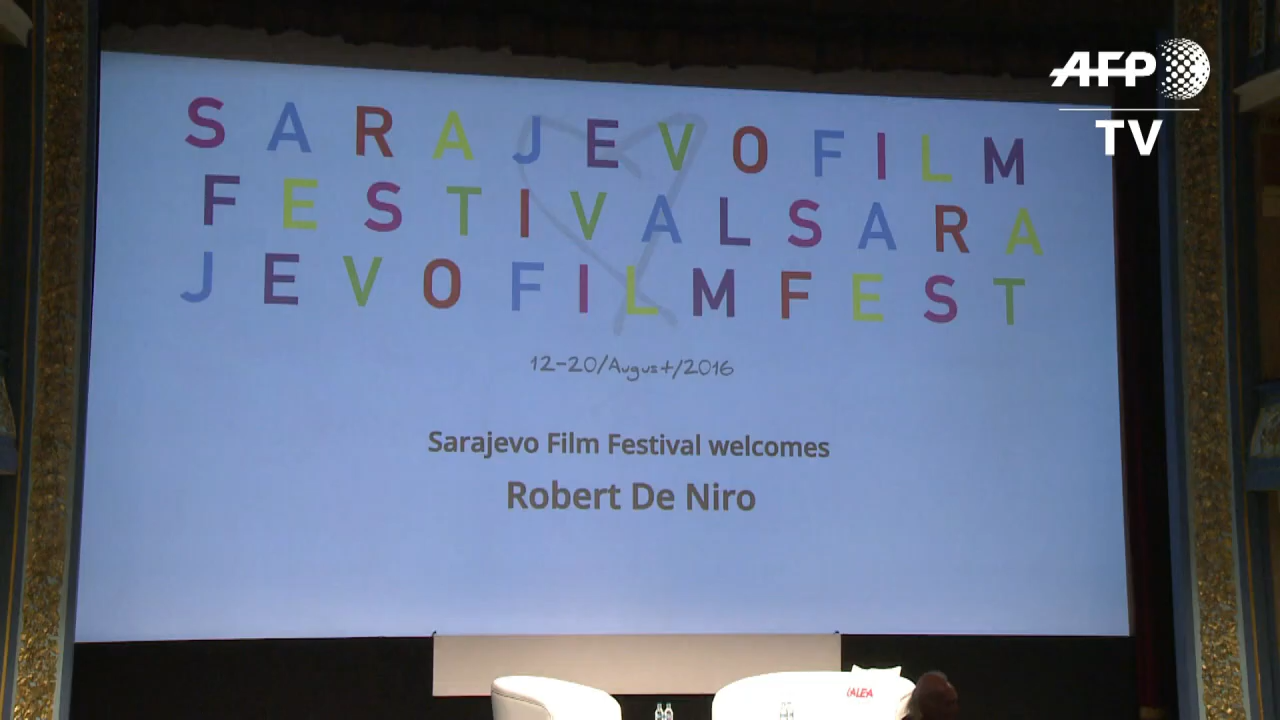 AFP
TV
SARAJEVOFILM
FESTIVALSARA
JEVOFILMFEST
12-20/August/2016
Sarajevo Film Festival welcomes
Robert De Niro